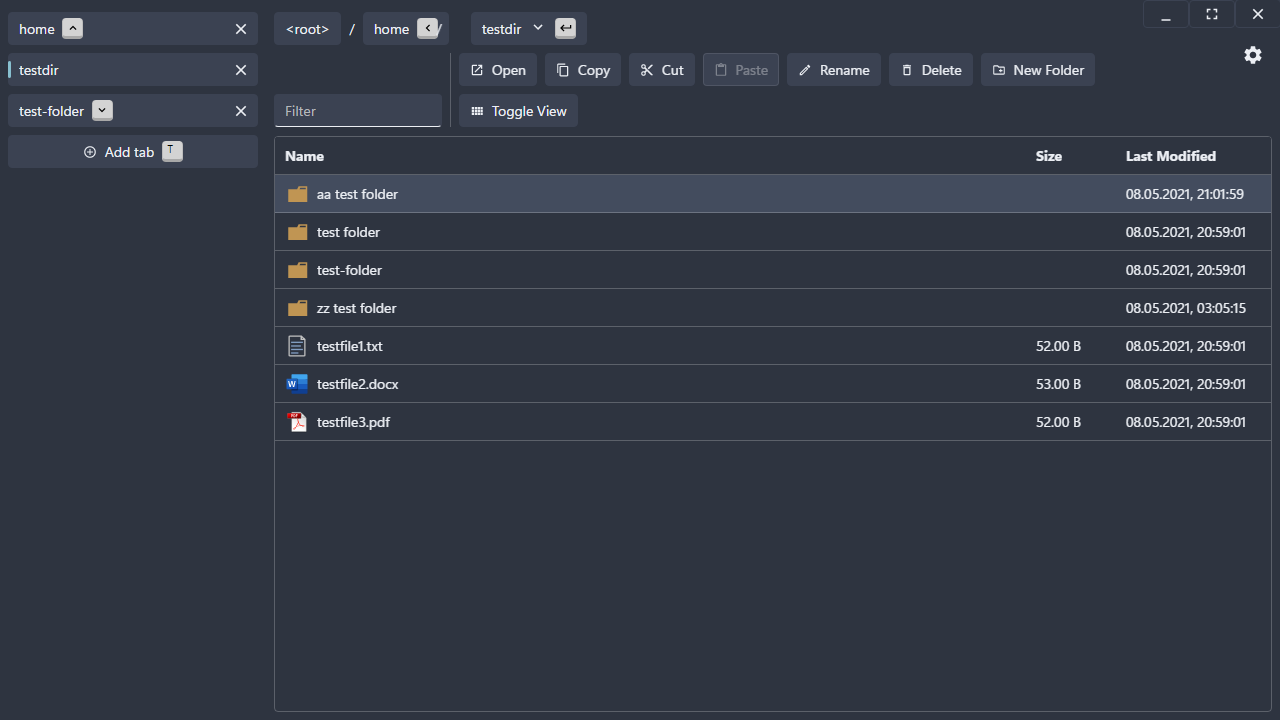 home
testdir
test-folder
Add tab T
<root> / home / testdir
Open Copy Cut Paste Rename Delete New Folder
Filter Toggle View
Name Size Last Modified
aa test folder 08.05.2021, 21:01:59
test folder 08.05.2021, 20:59:01
test-folder 08.05.2021, 20:59:01
zz test folder 08.05.2021, 03:05:15
testfile1.txt 52.00 B 08.05.2021, 20:59:01
W testfile2.docx 53.00 B 08.05.2021, 20:59:01
PDF testfile3.pdf 52.00 B 08.05.2021, 20:59:01